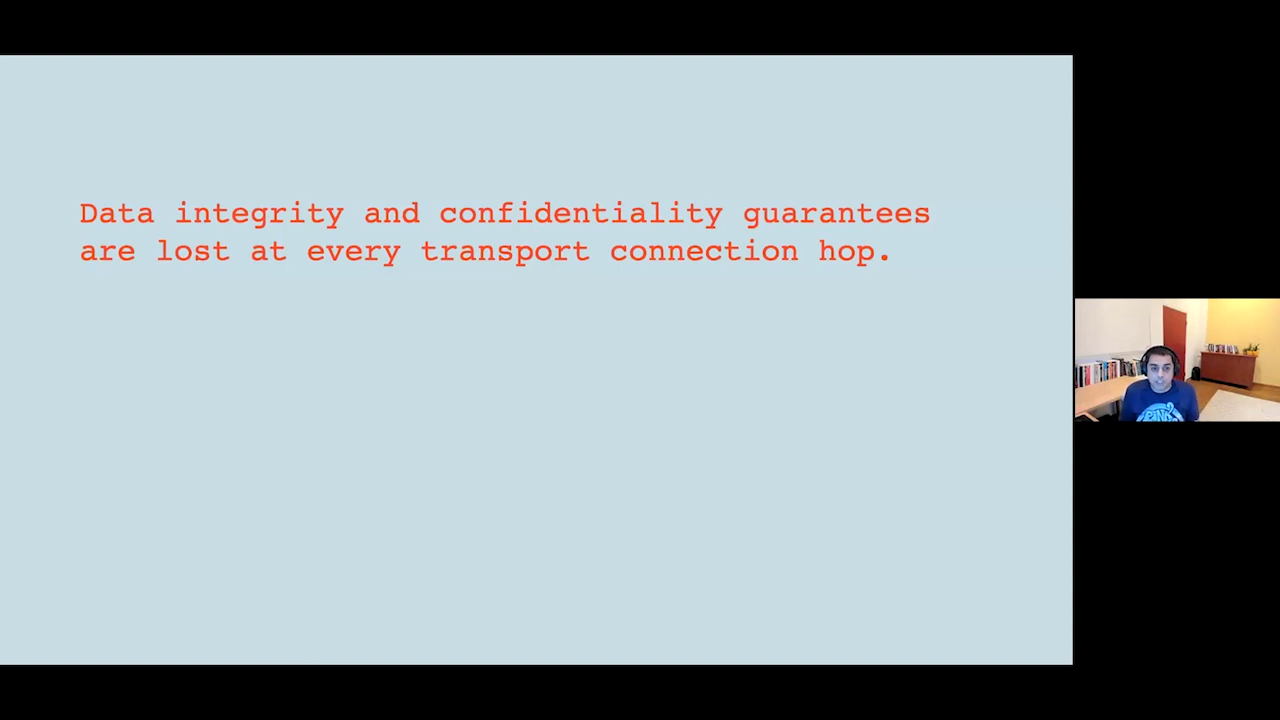 Data integrity and confidentiality guarantees
are lost at every transport connection hop.